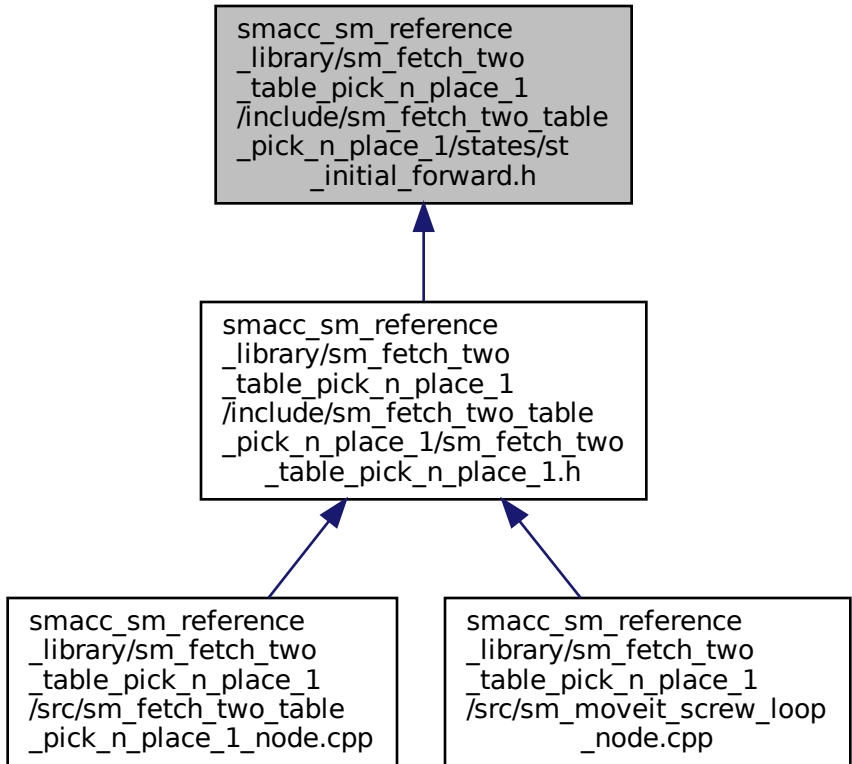 smacc_sm_reference
_library/sm_fetch_two
_table_pick_n_place_1
/include/sm_fetch_two_table
_pick_n_place_1/states/st
_initial_forward.h
smacc_sm_reference
_library/sm_fetch_two
_table_pick_n_place_1
/include/sm_fetch_two_table
_pick_n_place_1/sm_fetch_two
_table_pick_n_place_1.h
smacc_sm_reference
_library/sm_fetch_two
_table_pick_n_place_1
/src/sm_fetch_two_table
_pick_n_place_1_node.cpp
smacc_sm_reference
_library/sm_fetch_two
_table_pick_n_place_1
/src/sm_moveit_screw_loop
_node.cpp